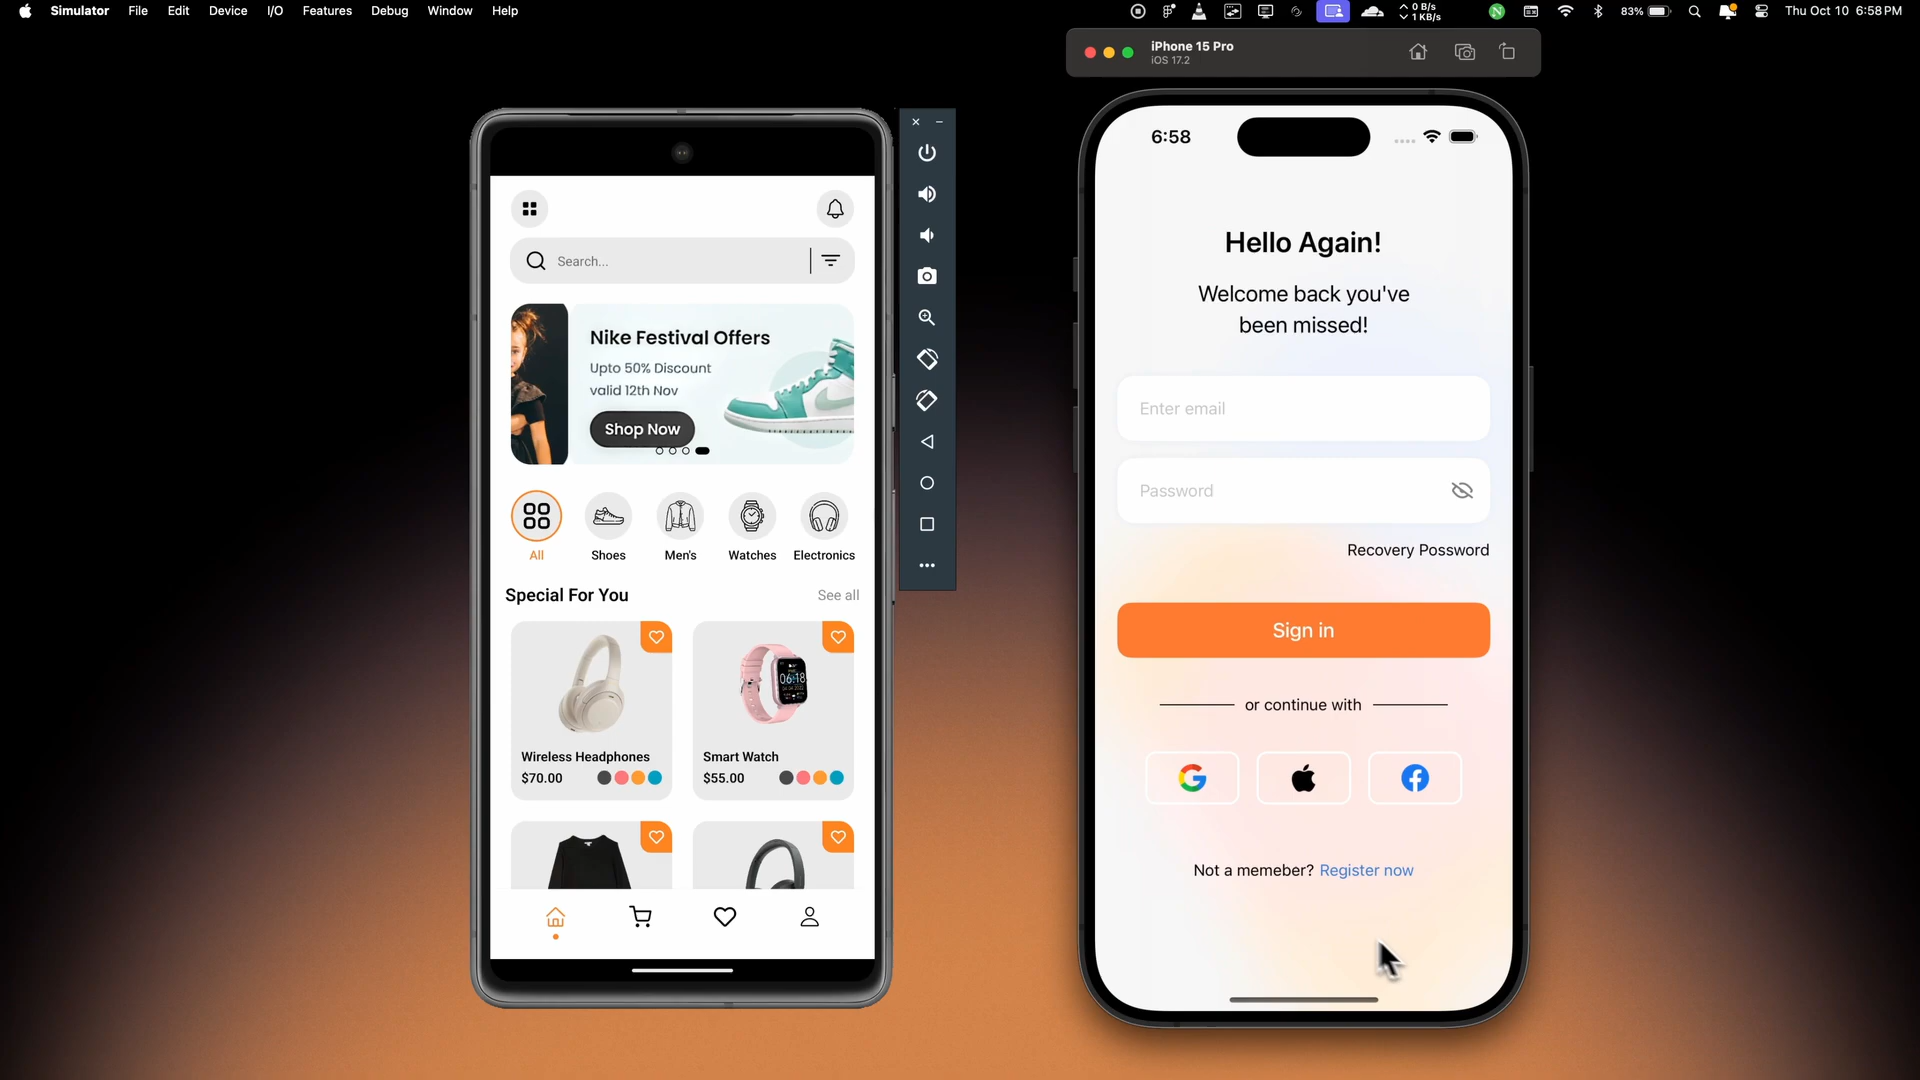 Simulator File Edit Device I/O Features Debug Window Help
0 B/s
1 KB/s
83%
Thu Oct 10 6:58 PM
Search...
Nike Festival Offers
Upto 50% Discount
valid 12th Nov
Shop Now
All Shoes Men's Watches Electronics
Special For You See all
06:18
Wireless Headphones
$70.00
Smart Watch
$55.00
iPhone 15 Pro
iOS 17.2
6:58
Hello Again!
Welcome back you've
been missed!
Enter email
Password
Recovery Possword
Sign in
or continue with
Not a memeber? Register now